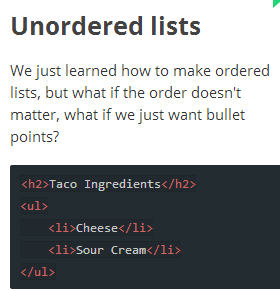 Unordered lists
We just learned how to make ordered
lists, but what if the order doesn't
matter, what if we just want bullet
points?
<h2>Taco Ingredients</h2>
<ul>
    <li>Cheese</li>
    <li>Sour Cream</li>
</ul>